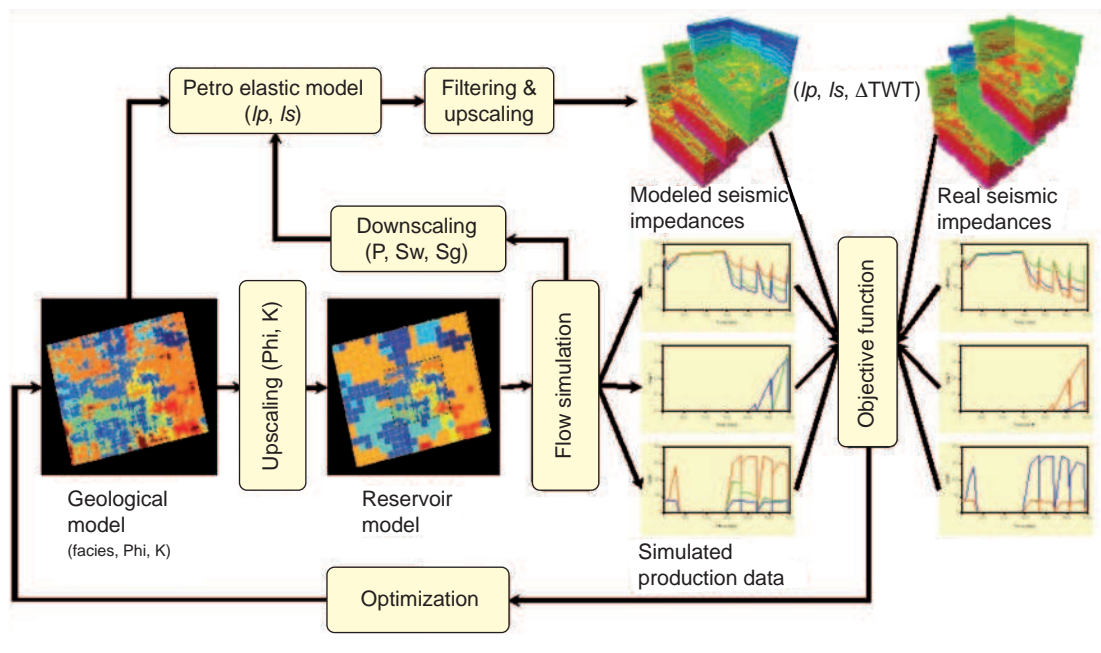 Petro elastic model
(Ip, Is)
Filtering &
upscaling
(Ip, Is, ΔTWT)
Modeled seismic
impedances
Real seismic
impedances
Downscaling
(P, Sw, Sg)
Upscaling (Phi, K)
Flow simulation
Objective function
Geological
model
(facies, Phi, K)
Reservoir
model
Simulated
production data
Optimization